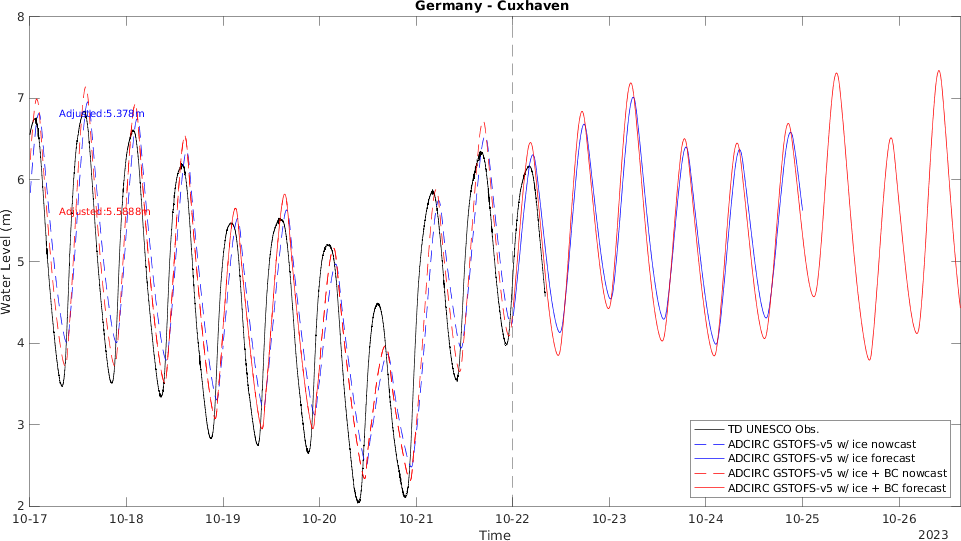 Germany - Cuxhaven
8
7
6
5
4
3
2
Water Level (m)
Adjusted:5.378m
Adjusted:5.5888m
TD UNESCO Obs.
ADCIRC GSTOFS-v5 w/ ice nowcast
ADCIRC GSTOFS-v5 w/ ice forecast
ADCIRC GSTOFS-v5 w/ ice + BC nowcast
ADCIRC GSTOFS-v5 w/ ice + BC forecast
10-17 10-18 10-19 10-20 10-21 10-22 10-23 10-24 10-25 10-26
Time
2023